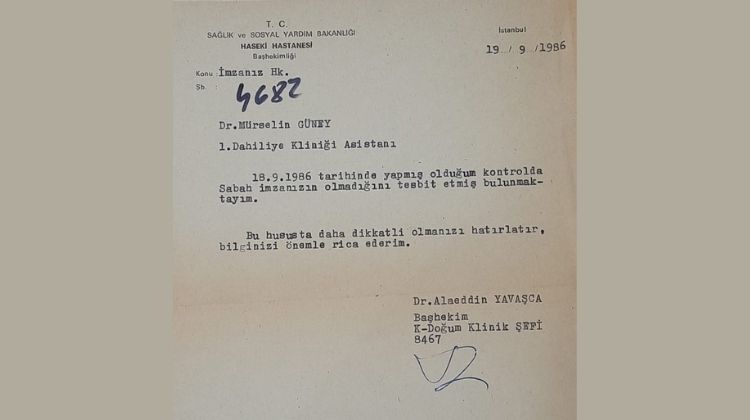 T. C.
SAĞLIK ve SOSYAL YARDIM BAKANLIĞI
HASEKİ HASTANESİ
Başhekimliği
İstanbul
19 / 9 / 1986
Konu : İmzanız Hk.
Şb. :
4682
Dr.Mürselin GÜNEY
1.Dahiliye Kliniği Asistanı
18.9.1986 tarihinde yapmış olduğum kontrolda
Sabah imzanızın olmadığını tesbit etmiş bulunmak-
tayım.
Bu hususta daha dikkatli olmanızı hatırlatır,
bilginizi önemle rica ederim.
Dr.Alaeddin YAVAŞCA
Başhekim
K-Doğum Klinik ŞEFİ
8467